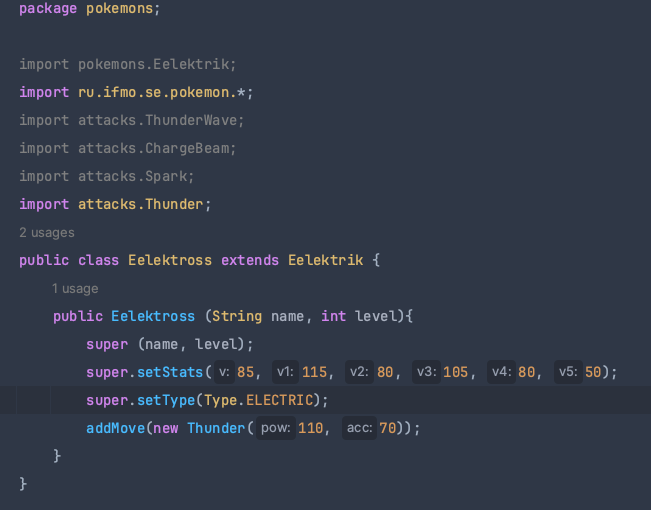 package pokemons;
import pokemons.Eelektrik;
import ru.ifmo.se.pokemon.*;
import attacks.ThunderWave;
import attacks.ChargeBeam;
import attacks.Spark;
import attacks.Thunder;
2 usages
public class Eelektross extends Eelektrik {
1 usage
public Eelektross (String name, int level){
super (name, level);
super.setStats( v: 85, v1: 115, v2: 80, v3: 105, v4: 80, v5: 50);
super.setType(Type.ELECTRIC);
addMove(new Thunder( pow: 110, acc: 70));
}
}